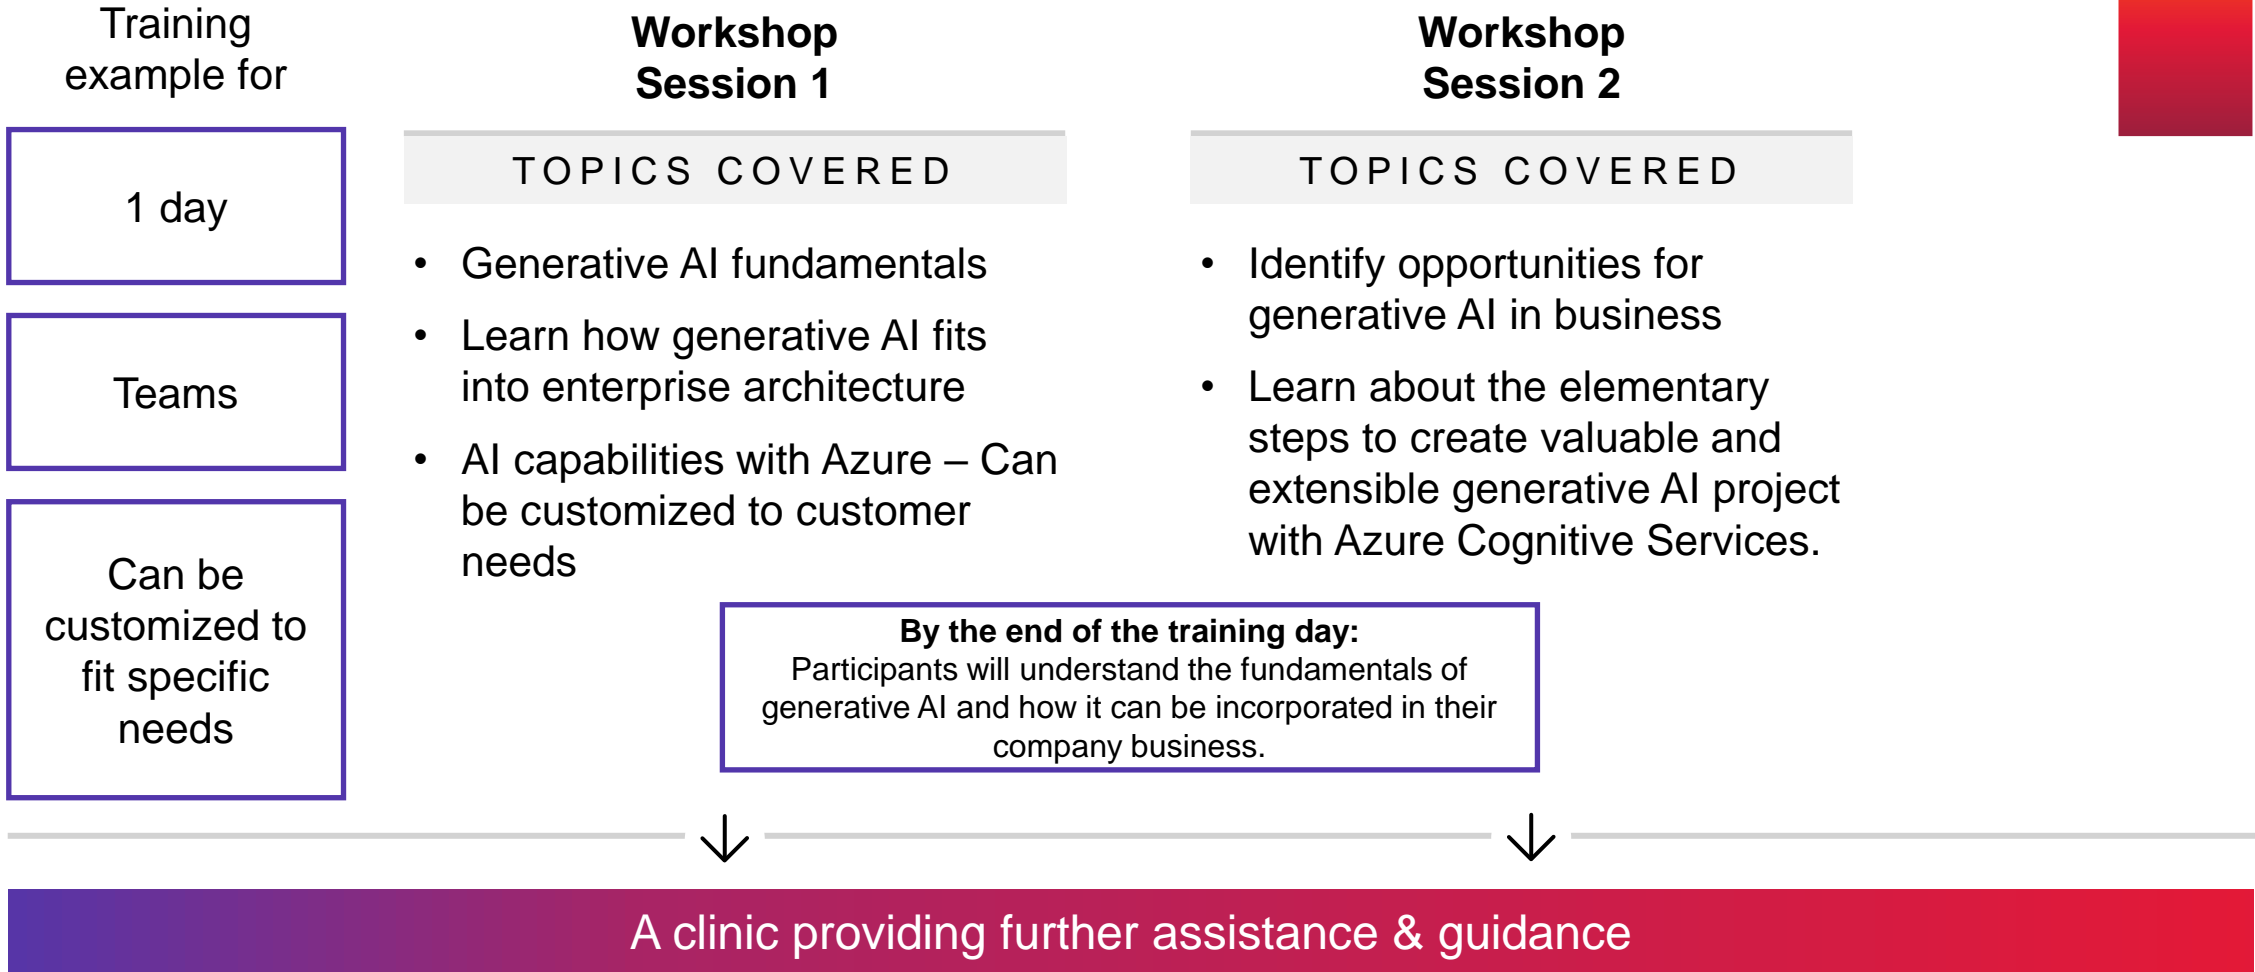 Training
example for
1 day
Teams
Can be
customized to
fit specific
needs
Workshop
Session 1
TOPICS COVERED
• Generative AI fundamentals
• Learn how generative AI fits
into enterprise architecture
• AI capabilities with Azure – Can
be customized to customer
needs
Workshop
Session 2
TOPICS COVERED
• Identify opportunities for
generative AI in business
• Learn about the elementary
steps to create valuable and
extensible generative AI project
with Azure Cognitive Services.
By the end of the training day:
Participants will understand the fundamentals of
generative AI and how it can be incorporated in their
company business.
A clinic providing further assistance & guidance